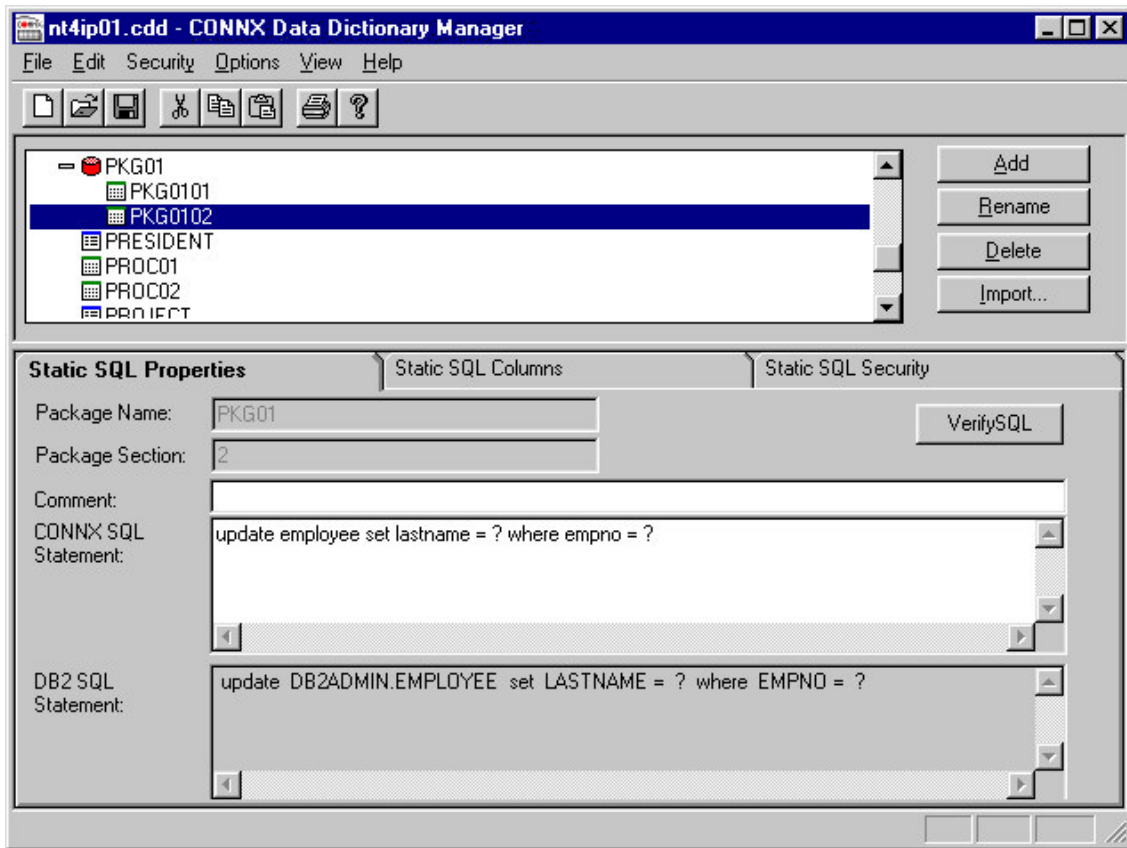 nt4ip01.cdd - CONNX Data Dictionary Manager
File Edit Security Options View Help
PKG01
PKG0101
PKG0102
PRESIDENT
PROC01
PROC02
PROJECT
Add
Rename
Delete
Import...
Static SQL Properties Static SQL Columns Static SQL Security
Package Name: PKG01 VerifySQL
Package Section: 2
Comment:
CONNX SQL
Statement:
update employee set lastname = ? where empno = ?
DB2 SQL
Statement:
update DB2ADMIN.EMPLOYEE set LASTNAME = ? where EMPNO = ?